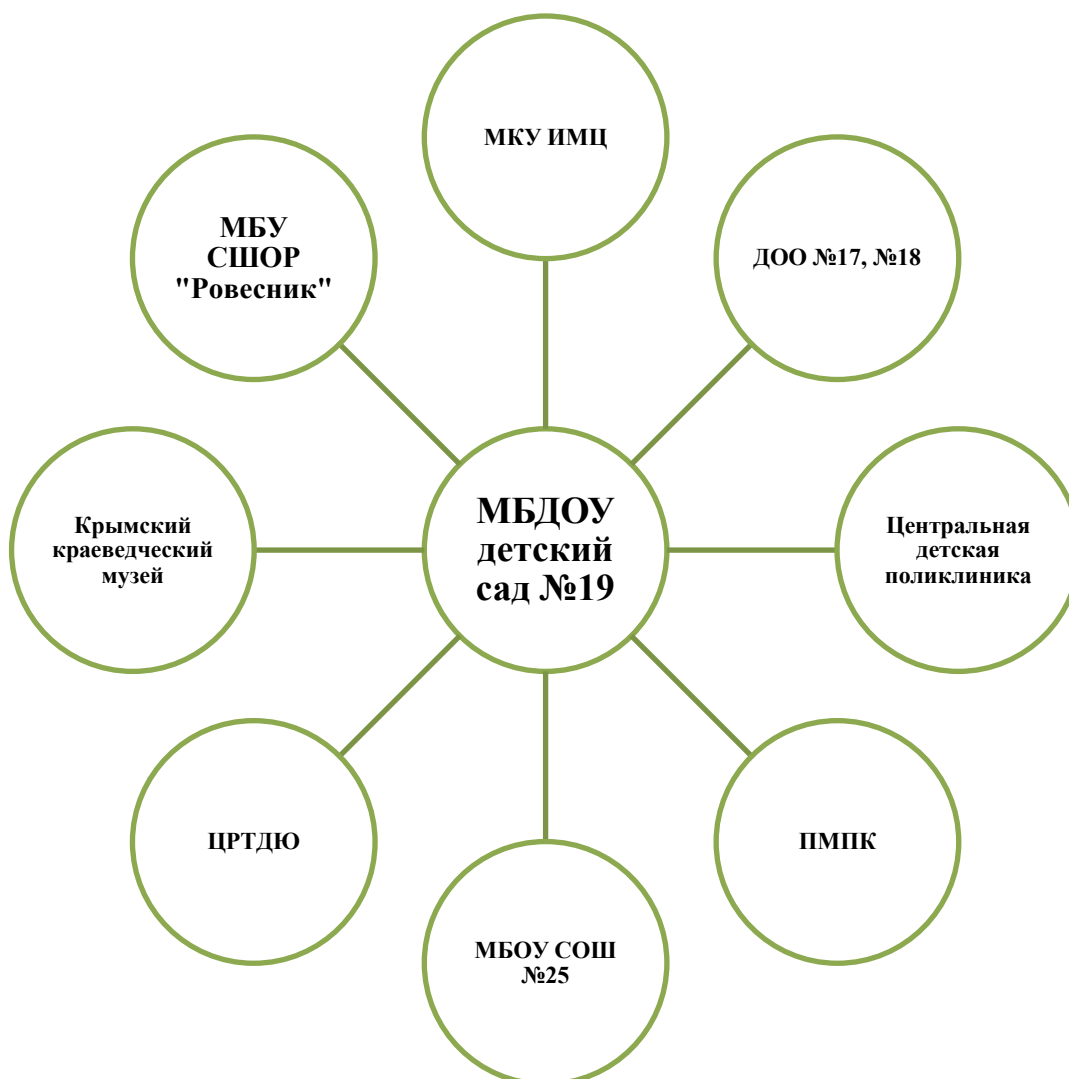 МКУ ИМЦ
МБУ
СШОР
"Ровесник"
ДОО №17, №18
Крымский
краеведческий
музей
МБДОУ
детский
сад №19
Центральная
детская
поликлиника
ЦРТДЮ
ПМПК
МБОУ СОШ
№25